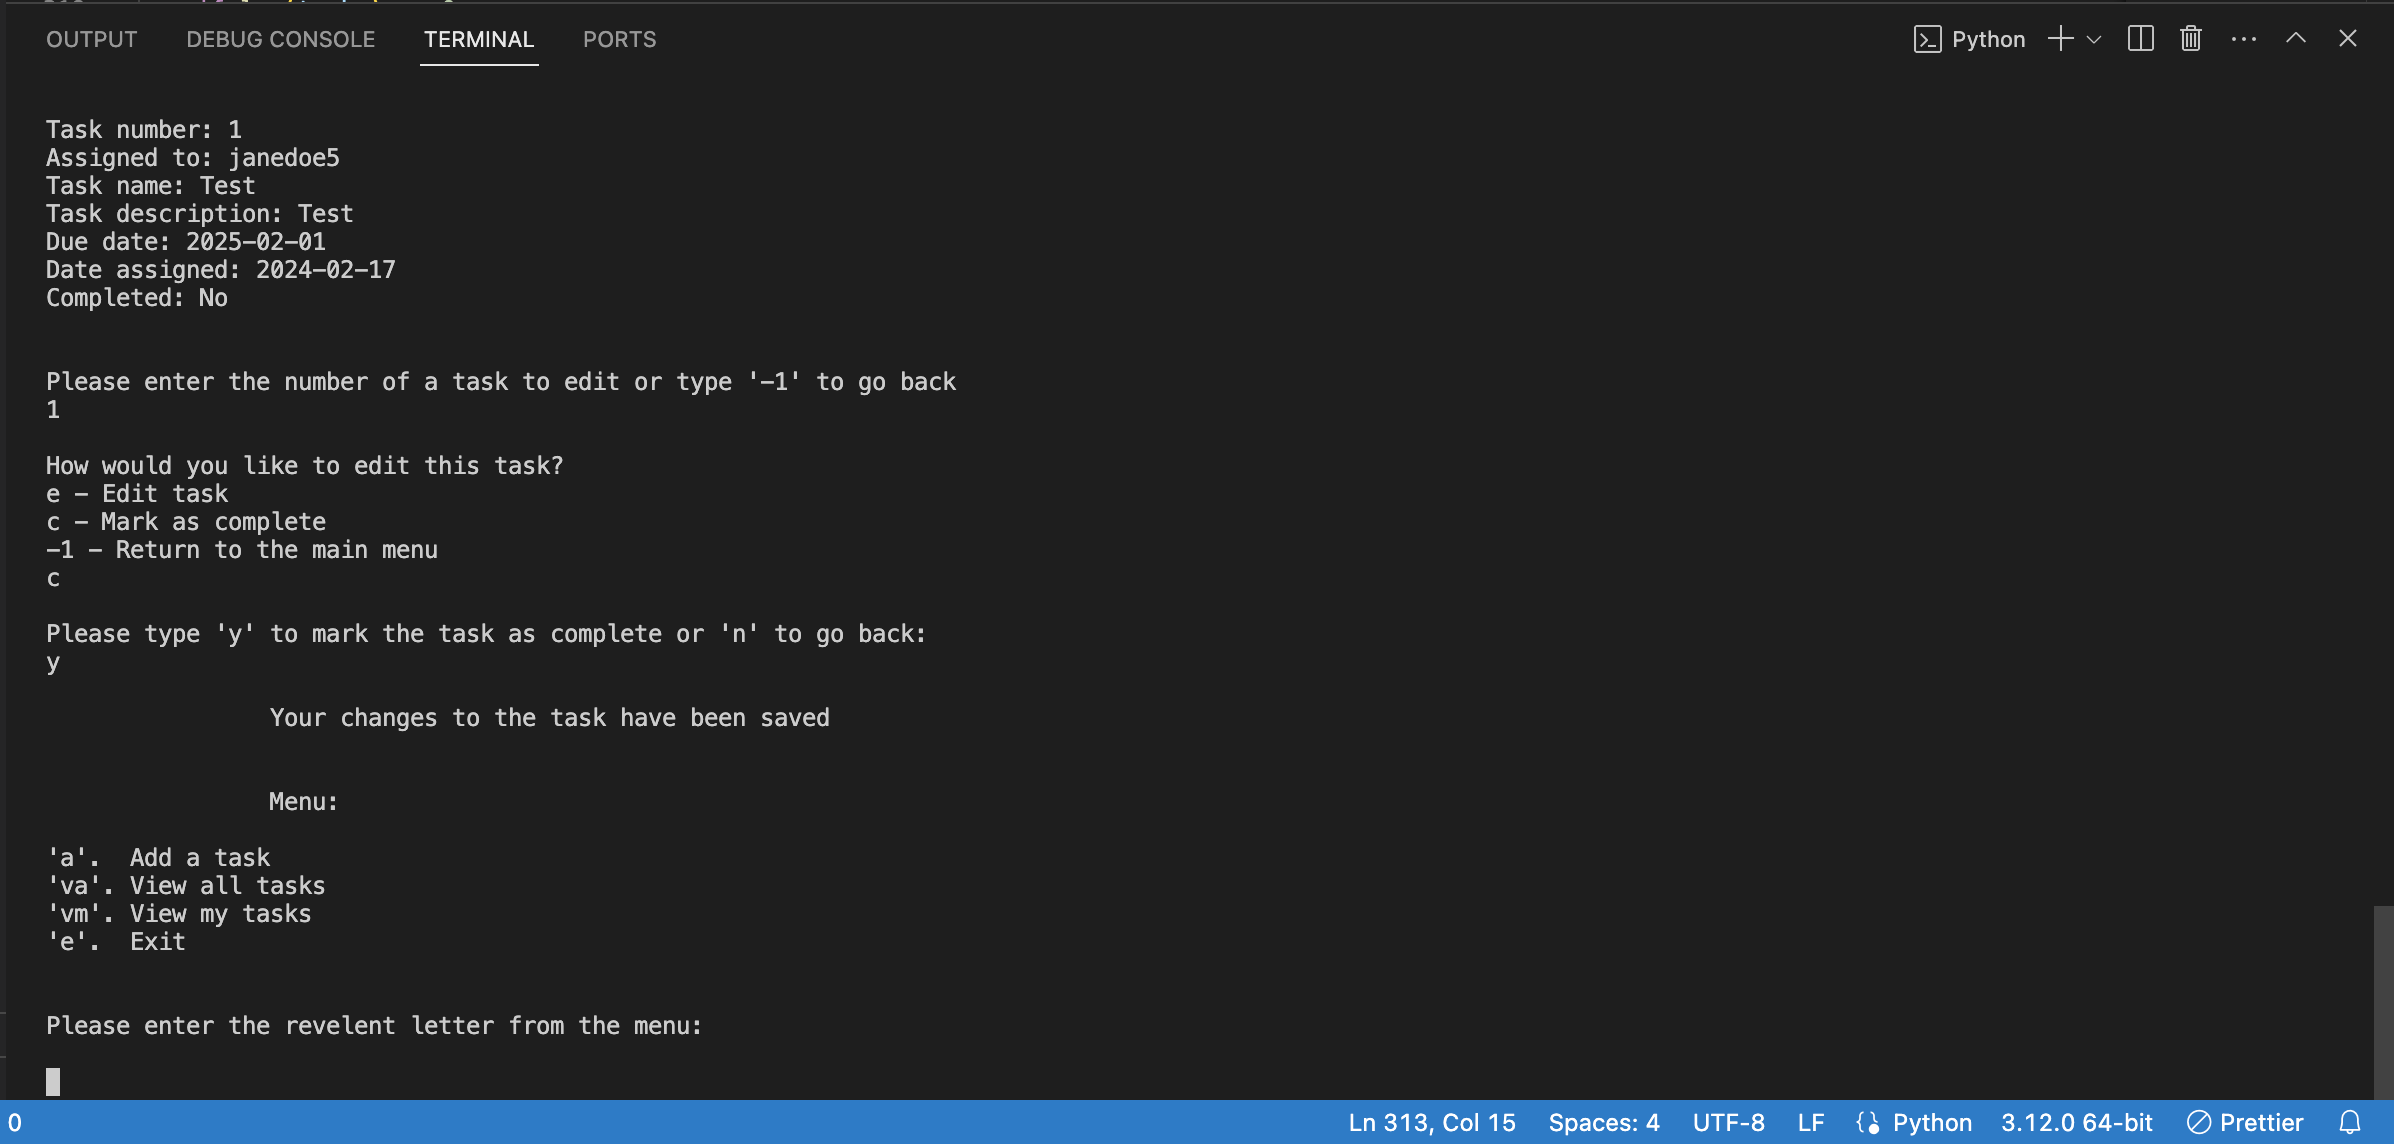 OUTPUT DEBUG CONSOLE TERMINAL PORTS Python
Task number: 1
Assigned to: janedoe5
Task name: Test
Task description: Test
Due date: 2025-02-01
Date assigned: 2024-02-17
Completed: No
Please enter the number of a task to edit or type '-1' to go back
1
How would you like to edit this task?
e - Edit task
c - Mark as complete
-1 - Return to the main menu
c
Please type 'y' to mark the task as complete or 'n' to go back:
y
Your changes to the task have been saved
Menu:
'a'. Add a task
'va'. View all tasks
'vm'. View my tasks
'e'. Exit
Please enter the revelent letter from the menu:
0 Ln 313, Col 15 Spaces: 4 UTF-8 LF Python 3.12.0 64-bit Prettier